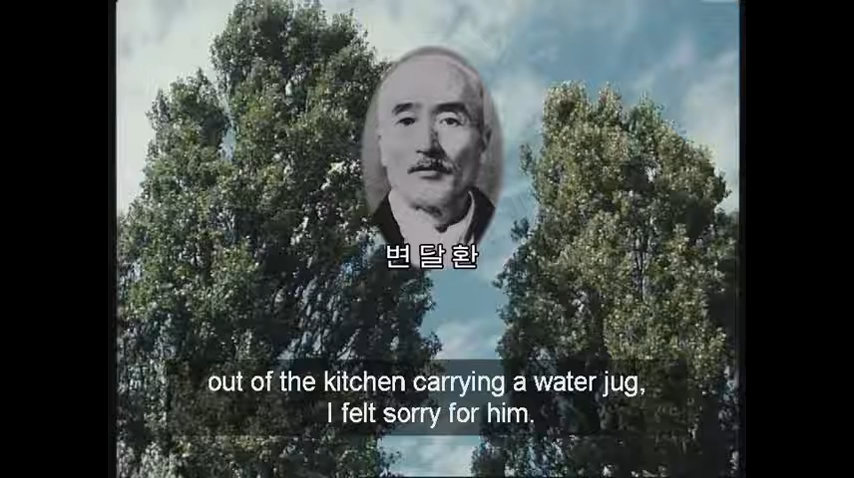 변달환
out of the kitchen carrying a water jug,
I felt sorry for him.